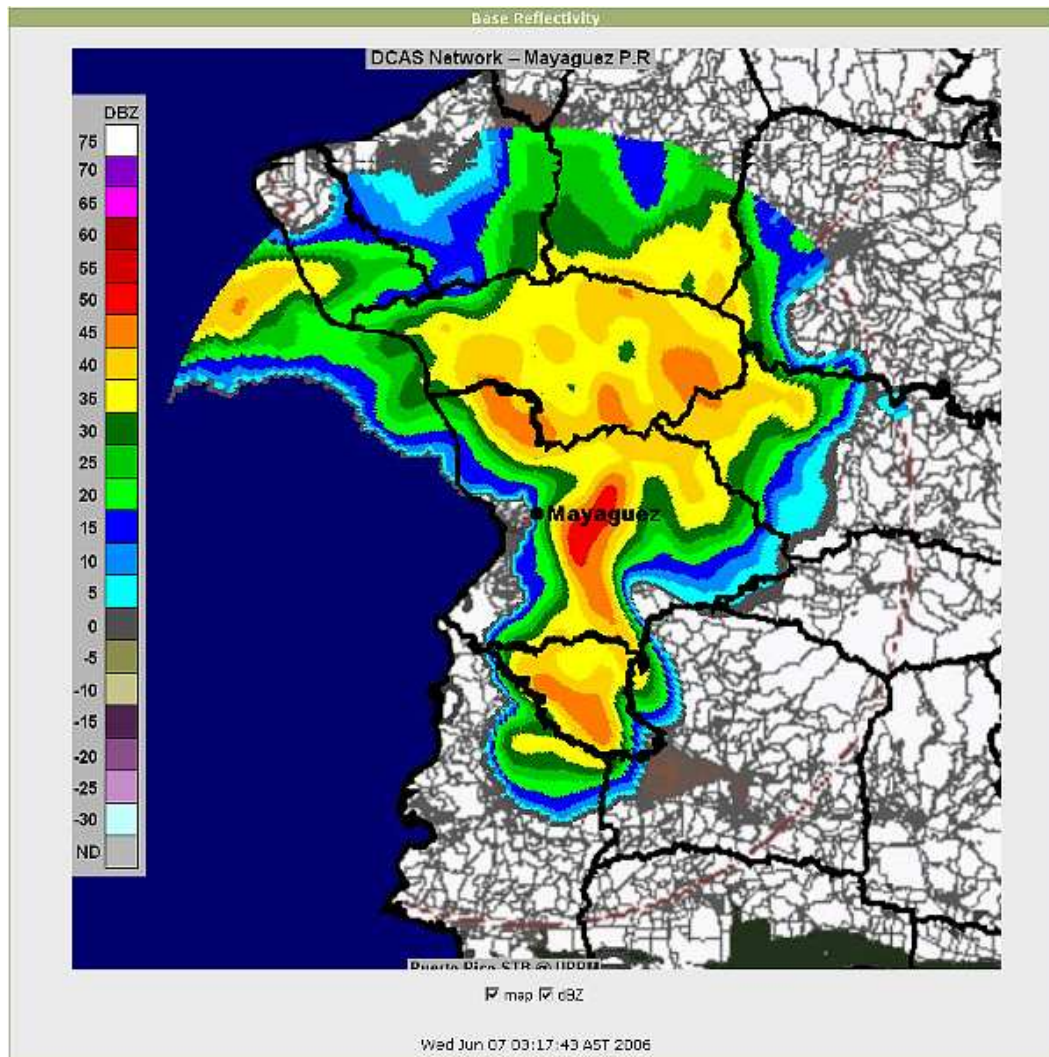 Base Reflectivity
DCAS Network – Mayaguez P.R
DBZ
75
70
65
60
55
50
45
40
35
30
25
20
15
10
5
0
-5
-10
-15
-20
-25
-30
ND
Mayaguez
Puerto Rico STB @ UPRM
map dBZ
Wed Jun 07 03:17:43 AST 2006